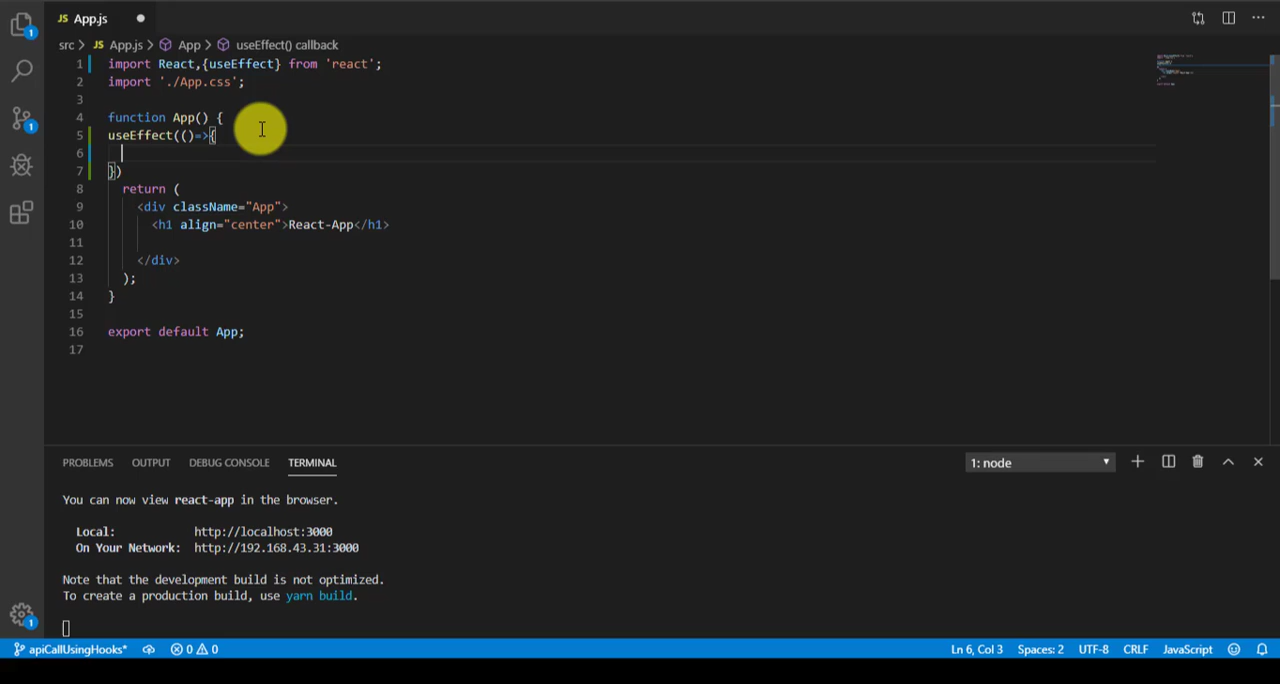 JS App.js
src > JS App.js > App > useEffect() callback
1 import React,{useEffect} from 'react';
2 import './App.css';
3
4 function App() {
5 useEffect(()=>{
6
7 })
8 return (
9 <div className="App">
10 <h1 align="center">React-App</h1>
11
12 </div>
13 );
14 }
15
16 export default App;
17
PROBLEMS OUTPUT DEBUG CONSOLE TERMINAL 1: node
You can now view react-app in the browser.
Local: http://localhost:3000
On Your Network: http://192.168.43.31:3000
Note that the development build is not optimized.
To create a production build, use yarn build.
1
1
1
apiCallUsingHooks* 0 0 Ln 6, Col 3 Spaces: 2 UTF-8 CRLF JavaScript